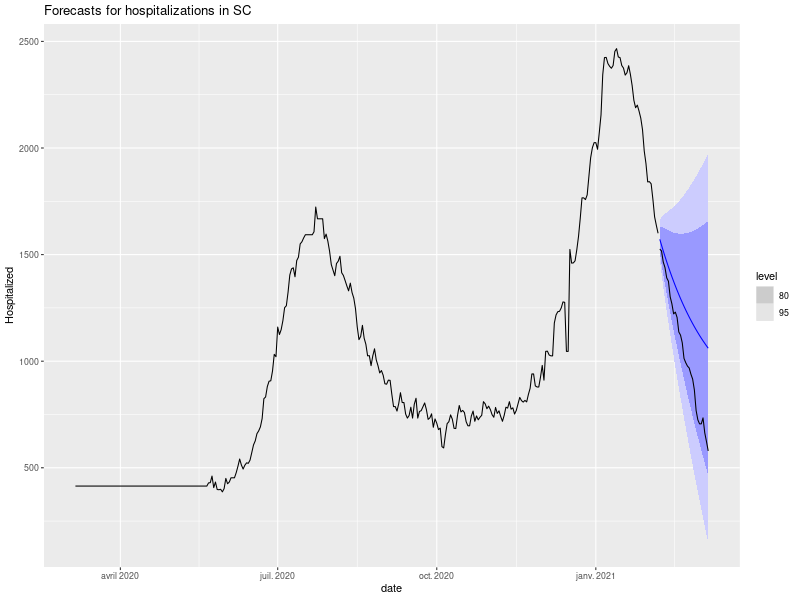 Forecasts for hospitalizations in SC
2500
2000
1500
1000
500
Hospitalized
avril 2020
juil. 2020
oct. 2020
janv. 2021
date
level
80
95